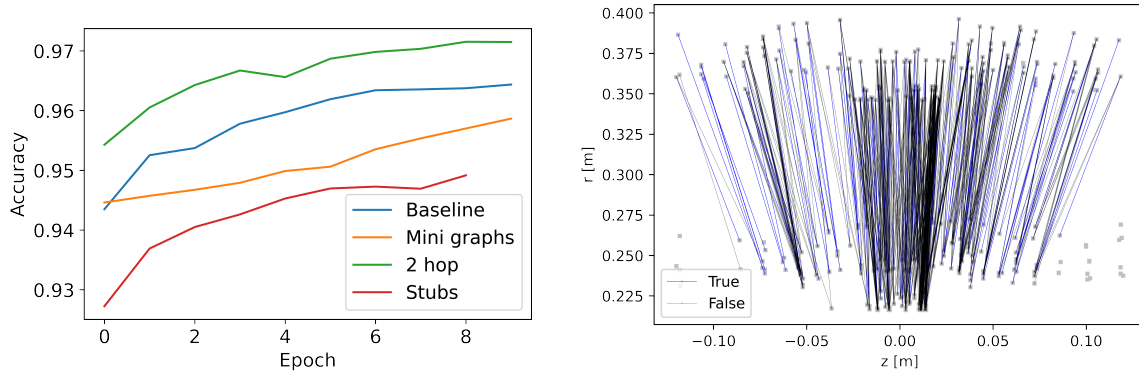 0.97
0.96
0.95
0.94
0.93
Accuracy
0 2 4 6 8
Epoch
Baseline
Mini graphs
2 hop
Stubs
0.400
0.375
0.350
0.325
0.300
0.275
0.250
0.225
r [m]
−0.10 −0.05 0.00 0.05 0.10
z [m]
True
False